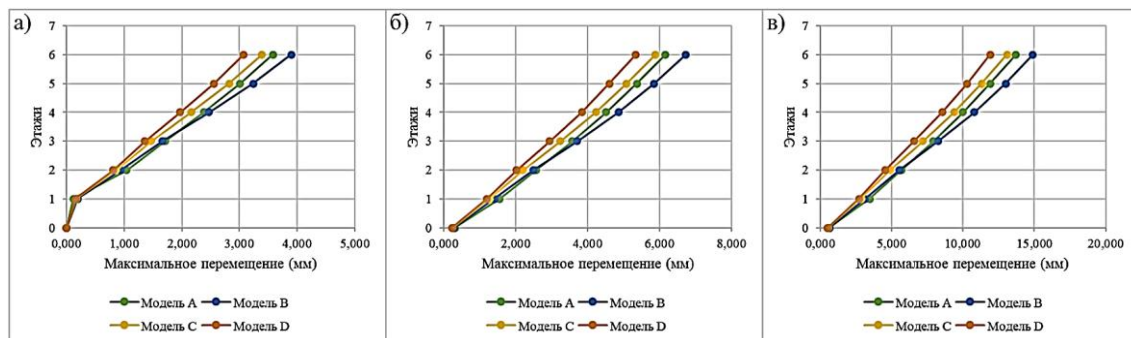 а)
7
6
5
4
3
2
1
0
Этажи
0,000 1,000 2,000 3,000 4,000 5,000
Максимальное перемещение (мм)
Модель A Модель B
Модель C Модель D
б)
7
6
5
4
3
2
1
0
Этажи
0,000 2,000 4,000 6,000 8,000
Максимальное перемещение (мм)
Модель A Модель B
Модель C Модель D
в)
7
6
5
4
3
2
1
0
Этажи
0,000 5,000 10,000 15,000 20,000
Максимальное перемещение (мм)
Модель A Модель B
Модель C Модель D